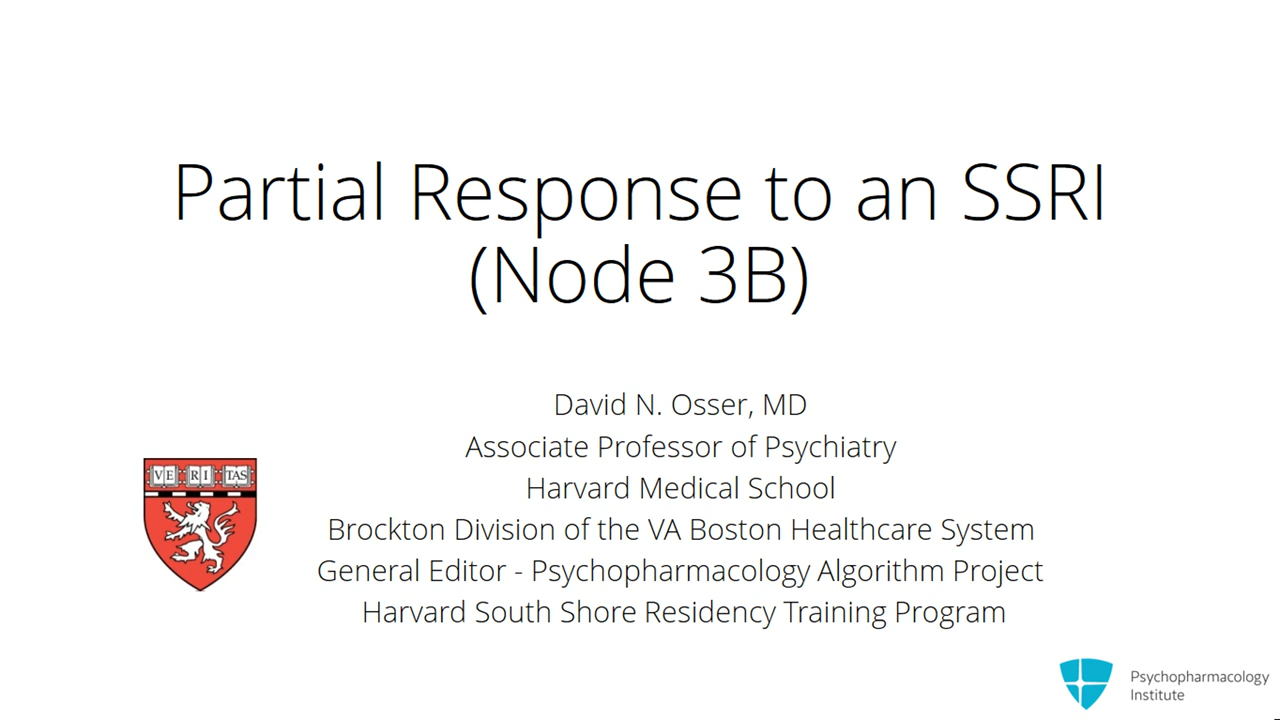 Partial Response to an SSRI
(Node 3B)
David N. Osser, MD
Associate Professor of Psychiatry
Harvard Medical School
Brockton Division of the VA Boston Healthcare System
General Editor - Psychopharmacology Algorithm Project
Harvard South Shore Residency Training Program
VE RI TAS
Psychopharmacology
Institute